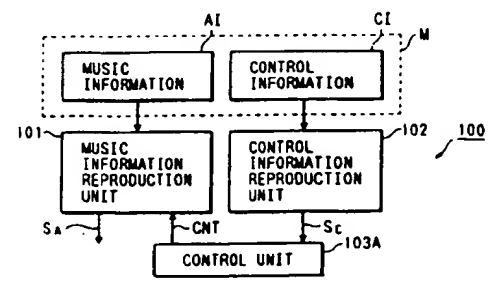 AI
CI
M
MUSIC
INFORMATION
CONTROL
INFORMATION
101
MUSIC
INFORMATION
REPRODUCTION
UNIT
CONTROL
INFORMATION
REPRODUCTION
UNIT
102
100
SA
CNT
SC
CONTROL UNIT
103A